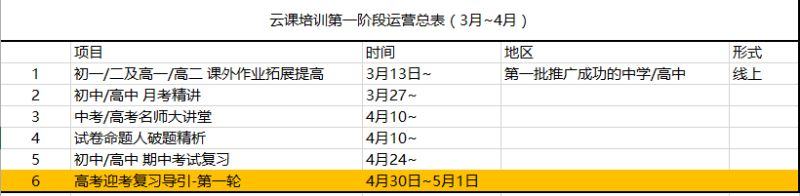 云课培训第一阶段运营总表（3月~4月）
项目 时间 地区 形式
1 初一/二及高一/高二 课外作业拓展提高 3月13日~ 第一批推广成功的中学/高中 线上
2 初中/高中 月考精讲 3月27~
3 中考/高考名师大讲堂 4月10~
4 试卷命题人破题精析 4月10~
5 初中/高中 期中考试复习 4月24~
6 高考迎考复习导引-第一轮 4月30日~5月1日